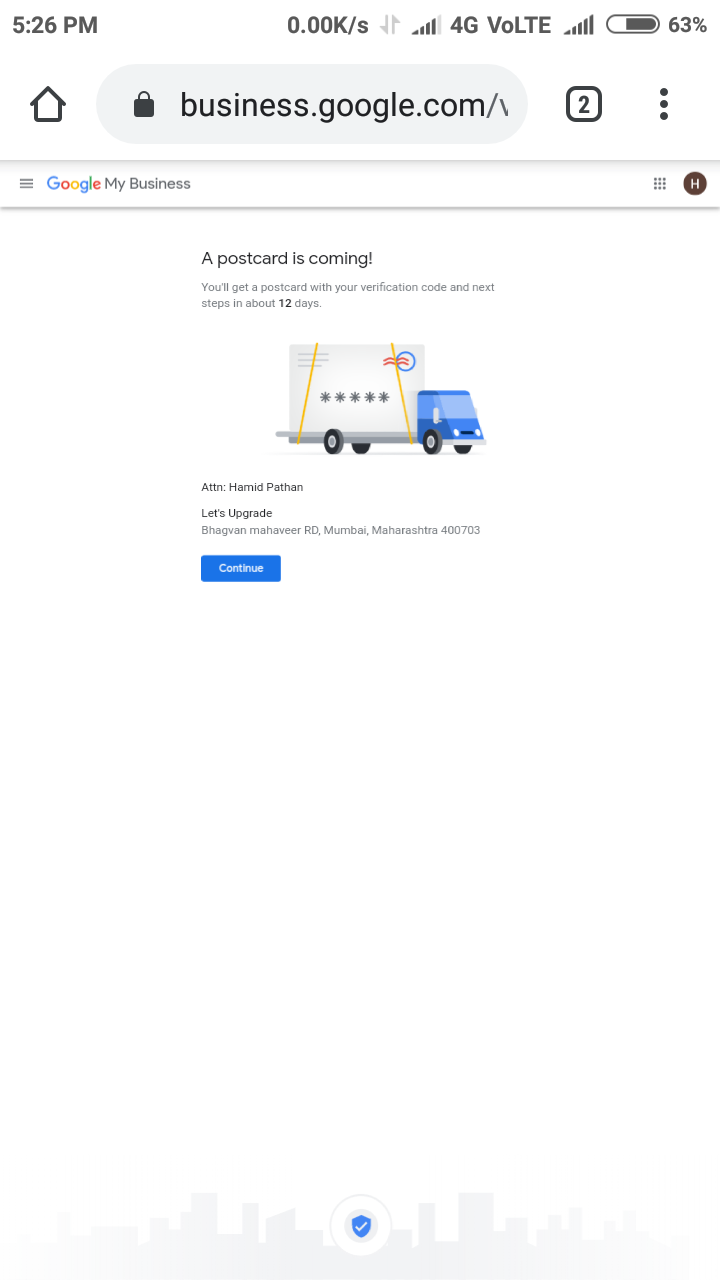 5:26 PM 0.00K/s 4G VoLTE 63%
business.google.com/ 2
Google My Business H
A postcard is coming!
You'll get a postcard with your verification code and next
steps in about 12 days.
*****
Attn: Hamid Pathan
Let's Upgrade
Bhagvan mahaveer RD, Mumbai, Maharashtra 400703
Continue